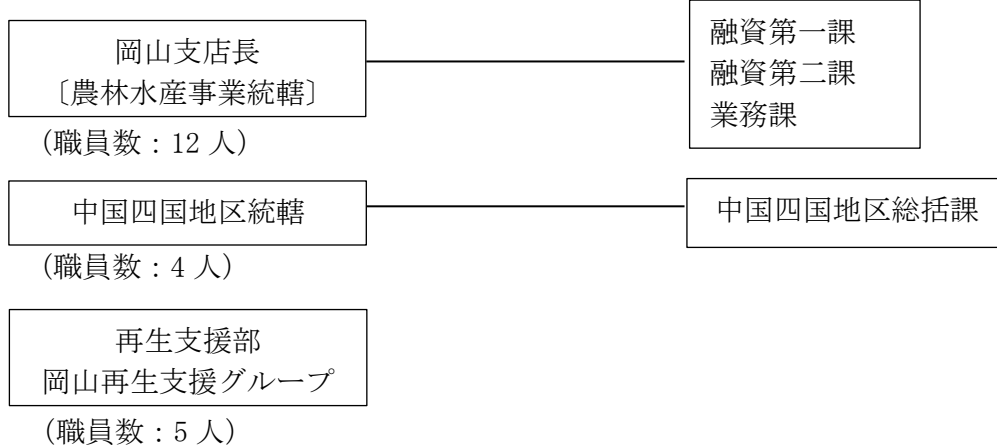 岡山支店長
〔農林水産事業統轄〕
(職員数：12 人)
融資第一課
融資第二課
業務課
中国四国地区統轄
(職員数：4 人)
中国四国地区総括課
再生支援部
岡山再生支援グループ
(職員数：5 人)